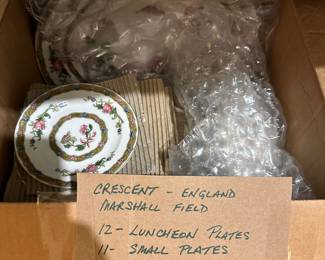 CRESCENT - ENGLAND
MARSHALL FIELD
12- LUNCHEON PLATES
11- SMALL PLATES